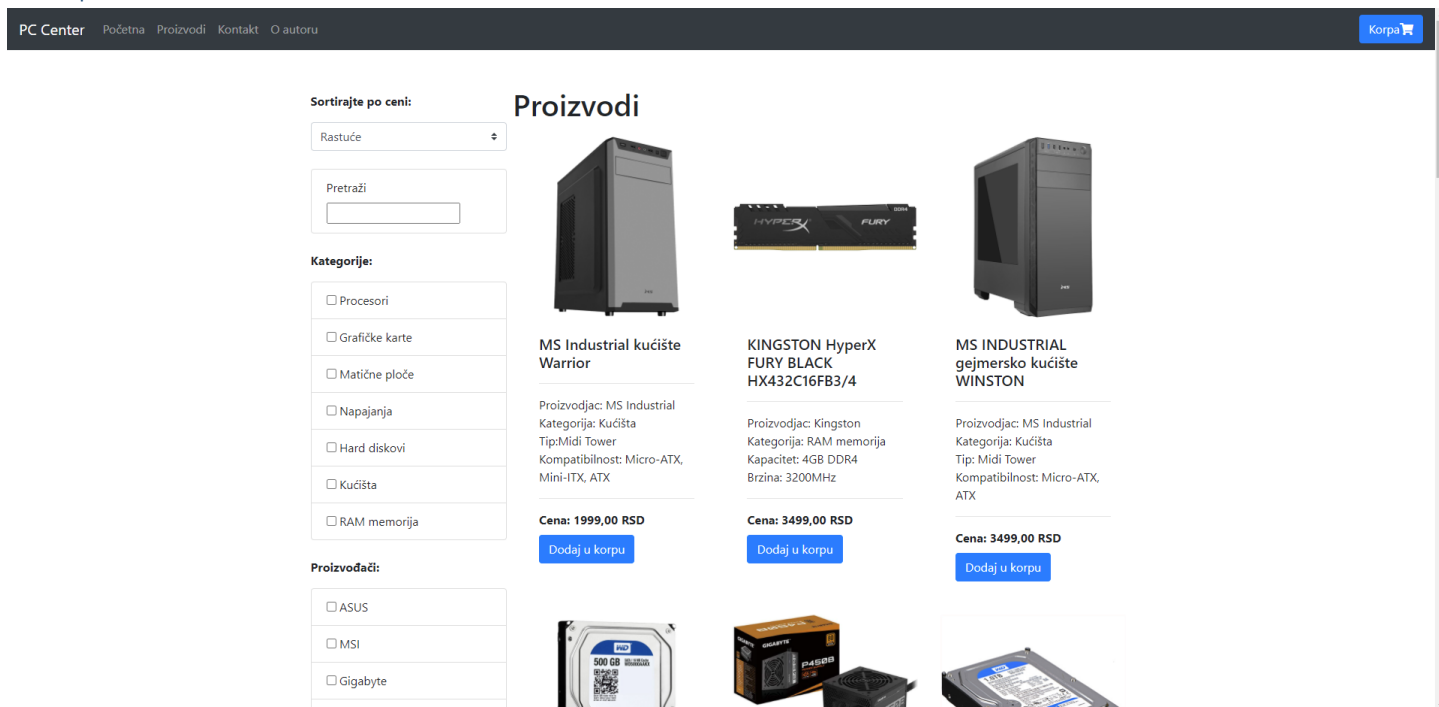 PC Center Početna Proizvodi Kontakt O autoru Korpa
Sortirajte po ceni:
Rastuće
Pretraži
Kategorije:
Procesori
Grafičke karte
Matične ploče
Napajanja
Hard diskovi
Kućišta
RAM memorija
Proizvođači:
ASUS
MSI
Gigabyte
Proizvodi
MS Industrial kućište
Warrior
Proizvodjac: MS Industrial
Kategorija: Kućišta
Tip:Midi Tower
Kompatibilnost: Micro-ATX,
Mini-ITX, ATX
Cena: 1999,00 RSD
Dodaj u korpu
DDR4
HYPERX FURY
KINGSTON HyperX
FURY BLACK
HX432C16FB3/4
Proizvodjac: Kingston
Kategorija: RAM memorija
Kapacitet: 4GB DDR4
Brzina: 3200MHz
Cena: 3499,00 RSD
Dodaj u korpu
MS INDUSTRIAL
gejmersko kućište
WINSTON
Proizvodjac: MS Industrial
Kategorija: Kućišta
Tip: Midi Tower
Kompatibilnost: Micro-ATX,
ATX
Cena: 3499,00 RSD
Dodaj u korpu
WD
500 GB
GIGABYTE
P450B
WD
1.0TB